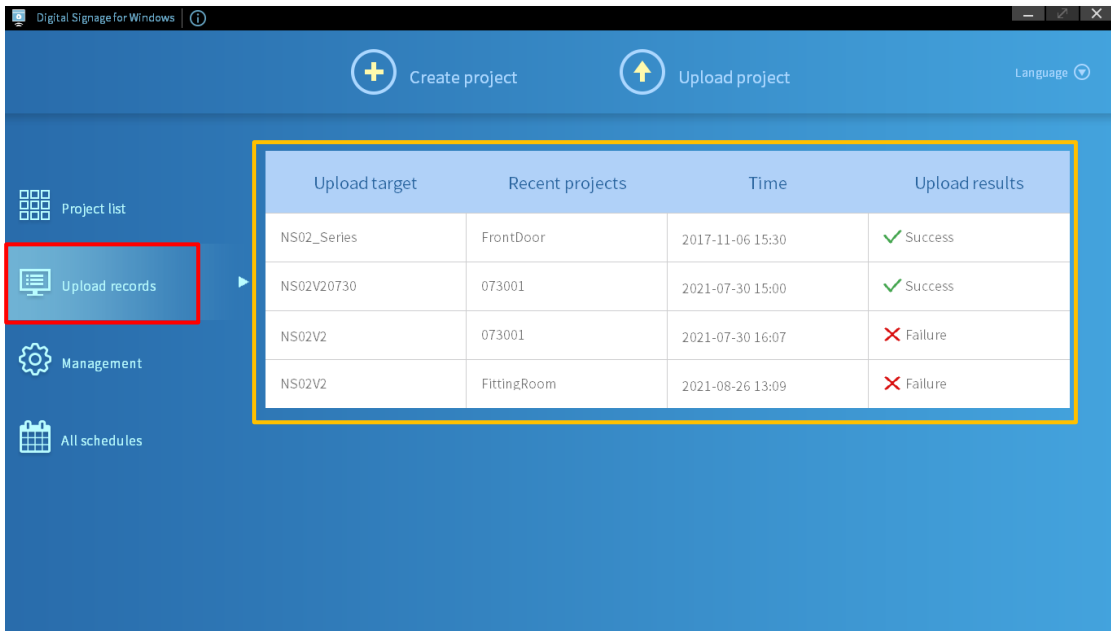 Digital Signage for Windows
Create project
Upload project
Language
Project list
Upload records
Management
All schedules
Upload target Recent projects Time Upload results
NS02_Series FrontDoor 2017-11-06 15:30 Success
NS02V20730 073001 2021-07-30 15:00 Success
NS02V2 073001 2021-07-30 16:07 Failure
NS02V2 FittingRoom 2021-08-26 13:09 Failure